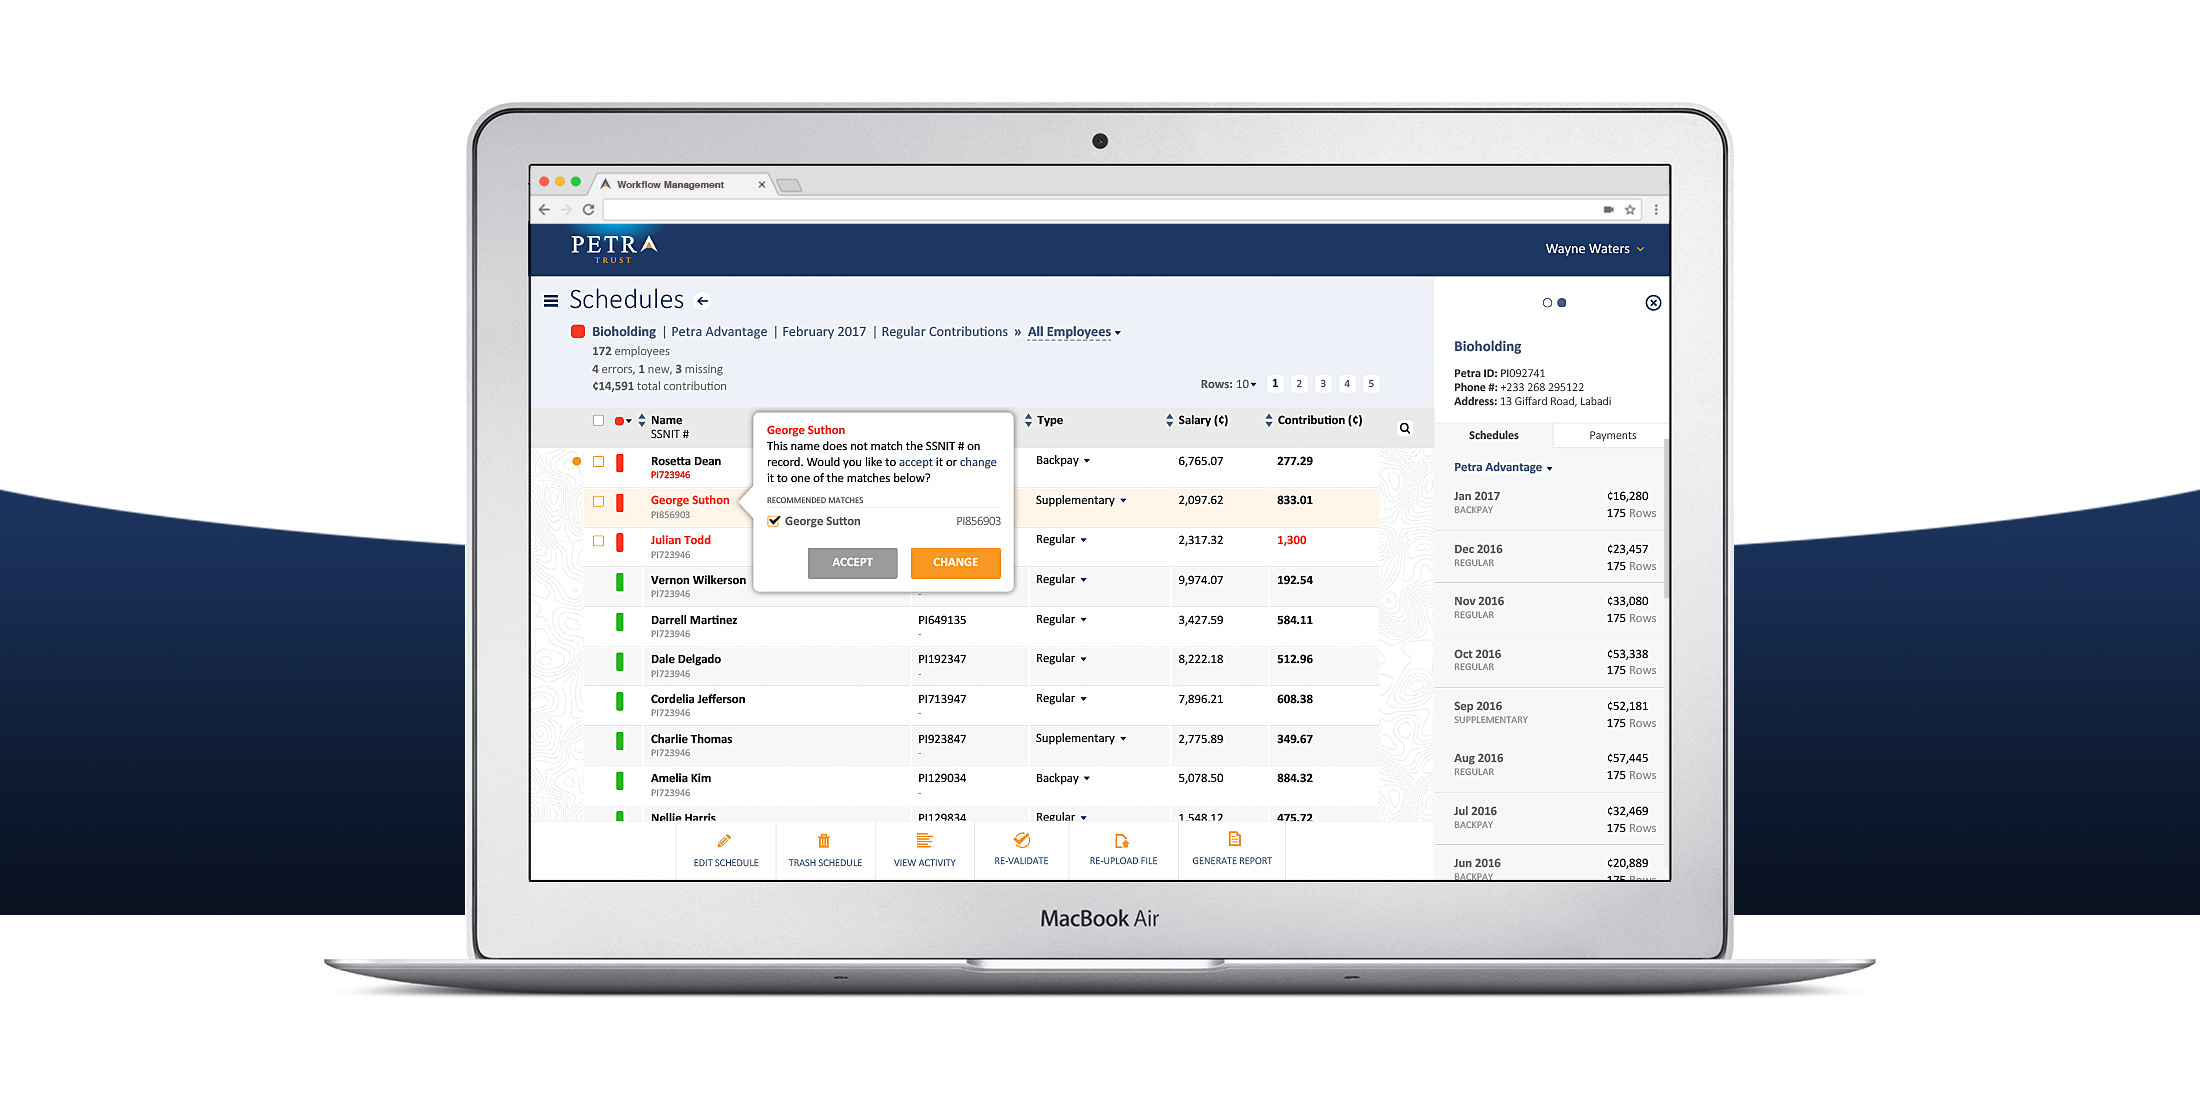 Workflow Management
PETRA
TRUST
Wayne Waters
Schedules
Bioholding | Petra Advantage | February 2017 | Regular Contributions » All Employees
172 employees
4 errors, 1 new, 3 missing
¢14,591 total contribution
Rows: 10 1 2 3 4 5
Name
SSNIT #
Type
Salary (¢)
Contribution (¢)
Rosetta Dean
PI723946
Backpay
6,765.07
277.29
George Suthon
PI856903
Supplementary
2,097.62
833.01
Julian Todd
PI723946
Regular
2,317.32
1,300
Vernon Wilkerson
PI723946
-
Regular
9,974.07
192.54
Darrell Martinez
PI723946
PI649135
-
Regular
3,427.59
584.11
Dale Delgado
PI723946
PI192347
-
Regular
8,222.18
512.96
Cordelia Jefferson
PI723946
PI713947
-
Regular
7,896.21
608.38
Charlie Thomas
PI723946
PI923847
-
Supplementary
2,775.89
349.67
Amelia Kim
PI723946
PI129034
-
Backpay
5,078.50
884.32
Nellie Harris
PI129834
Regular
1,548.12
475.72
George Suthon
This name does not match the SSNIT # on
record. Would you like to accept it or change
it to one of the matches below?
RECOMMENDED MATCHES
George Sutton PI856903
ACCEPT
CHANGE
EDIT SCHEDULE
TRASH SCHEDULE
VIEW ACTIVITY
RE-VALIDATE
RE-UPLOAD FILE
GENERATE REPORT
Bioholding
Petra ID: PI092741
Phone #: +233 268 295122
Address: 13 Giffard Road, Labadi
Schedules
Payments
Petra Advantage
Jan 2017 ¢16,280
BACKPAY 175 Rows
Dec 2016 ¢23,457
REGULAR 175 Rows
Nov 2016 ¢33,080
REGULAR 175 Rows
Oct 2016 ¢53,338
REGULAR 175 Rows
Sep 2016 ¢52,181
SUPPLEMENTARY 175 Rows
Aug 2016 ¢57,445
REGULAR 175 Rows
Jul 2016 ¢32,469
BACKPAY 175 Rows
Jun 2016 ¢20,889
BACKPAY 175 Rows
MacBook Air